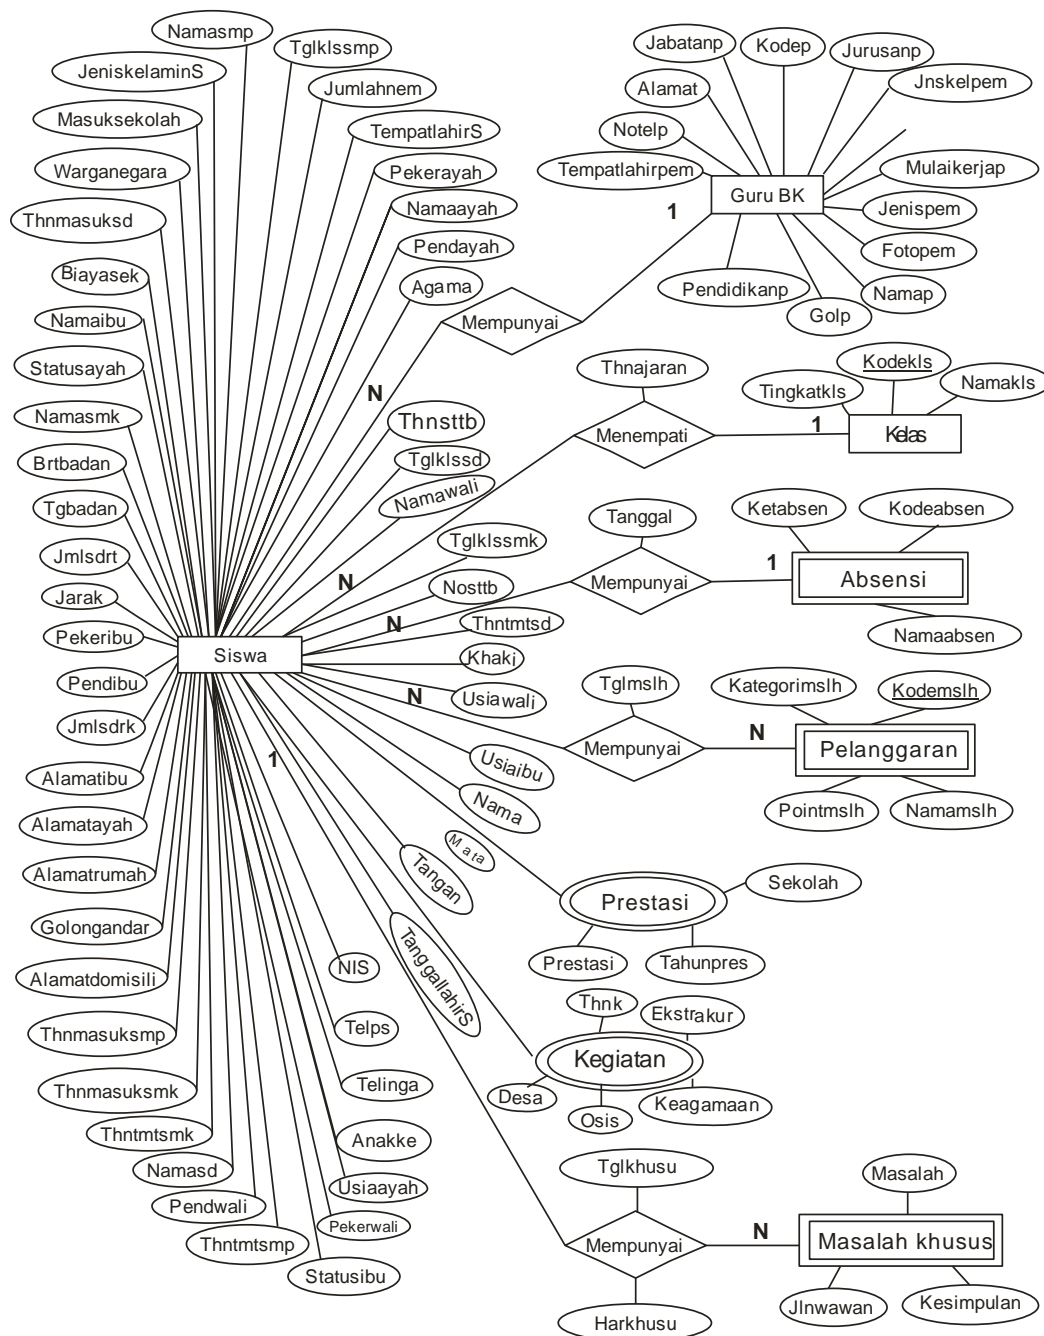 Namasmp
Tglklssmp
JeniskelaminS
Jumlahnem
Masuksekolah
TempatlahirS
Warganegara
Pekerayah
Thnmasuksd
Namaayah
Biayasek
Pendayah
Namaibu
Agama
Statusayah
Namasmk
Thnsttb
Brtbadan
Tglklssd
Tgbadan
Namawali
Jmlsdrt
Tglklssmk
Jarak
Nosttb
Pekeribu
Thntmtsd
Siswa
Khaki
Pendibu
Usiawali
Jmlsdrk
Usiaibu
Alamatibu
Nama
Alamatayah
Mata
Alamatrumah
Tangan
Golongandar
TanggallahirS
Alamatdomisili
NIS
Thnmasuksmp
Telps
Thnmasuksmk
Telinga
Thntmtsmk
Anakke
Namasd
Usiaayah
Pendwali
Pekerwali
Thntmtsmp
Statusibu
Jabatanp
Kodep
Jurusanp
Alamat
Jnskelpem
Notelp
Tempatlahirpem
Guru BK
Mulaikerjap
Jenispem
Fotopem
Pendidikanp
Namap
Golp
1
Mempunyai
N
Thnajaran
Kodekls
Tingkatkls
Namakls
Menempati
1
Kelas
N
Tanggal
Ketabsen
Kodeabsen
Mempunyai
1
Absensi
N
Namaabsen
Tglmslh
Kategorimslh
Kodemslh
N
Mempunyai
N
Pelanggaran
Pointmslh
Namamslh
1
Prestasi
Sekolah
Prestasi
Tahunpres
Thnk
Ekstrakur
Kegiatan
Desa
Osis
Keagamaan
Tglkhusu
Masalah
Mempunyai
N
Masalah khusus
Harkhusu
Jlnwawan
Kesimpulan